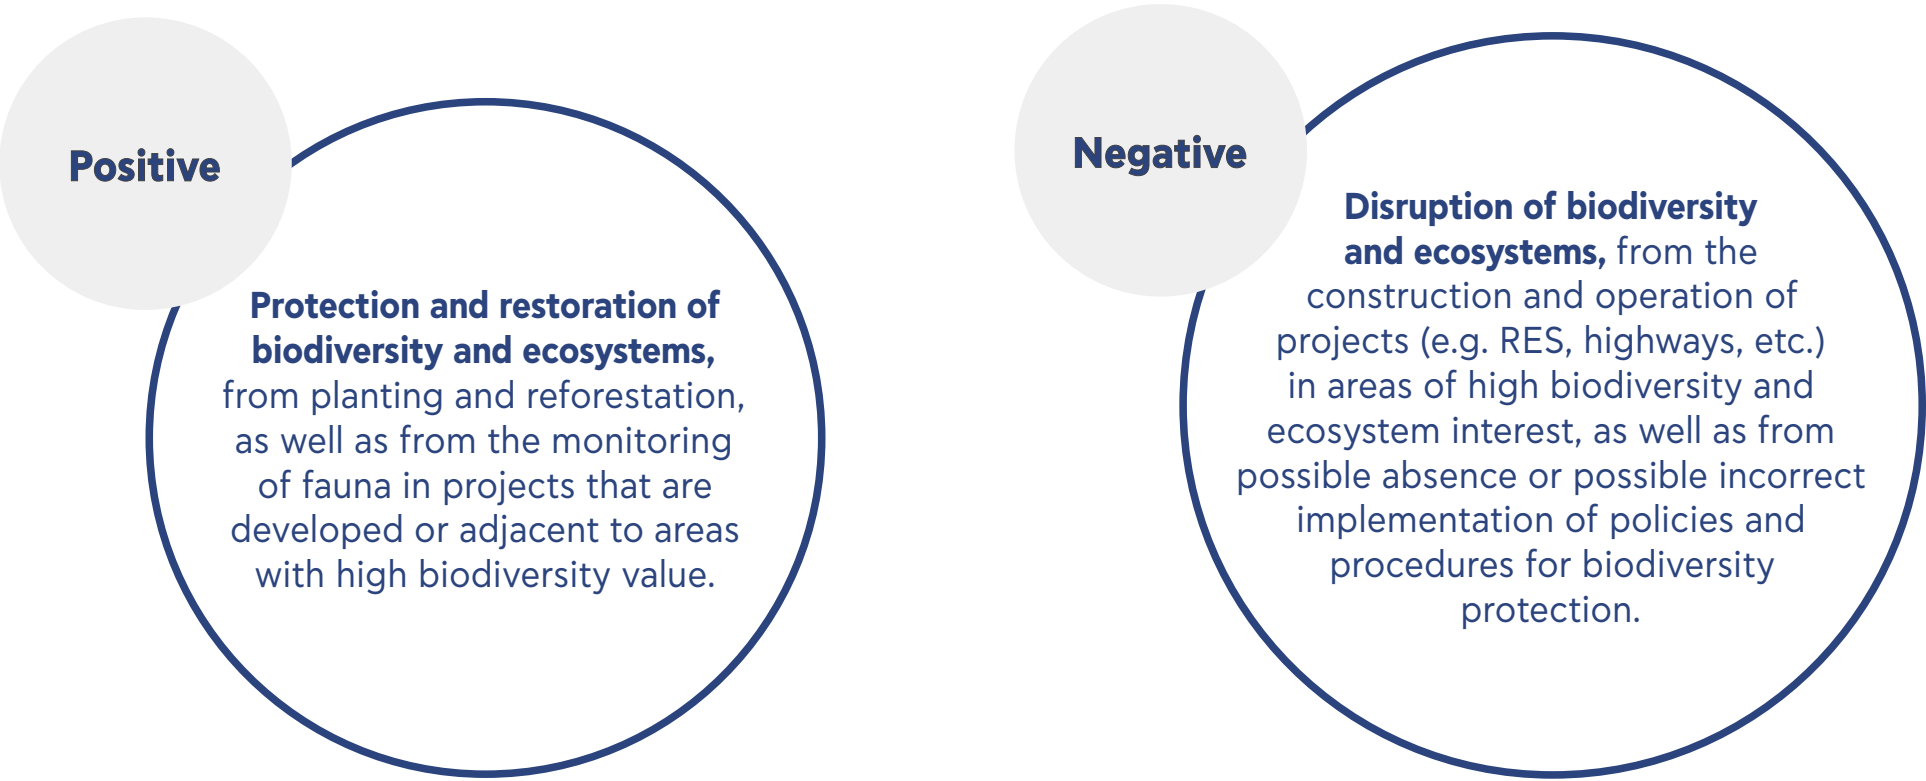 Positive
Protection and restoration of
biodiversity and ecosystems,
from planting and reforestation,
as well as from the monitoring
of fauna in projects that are
developed or adjacent to areas
with high biodiversity value.
Negative
Disruption of biodiversity
and ecosystems, from the
construction and operation of
projects (e.g. RES, highways, etc.)
in areas of high biodiversity and
ecosystem interest, as well as from
possible absence or possible incorrect
implementation of policies and
procedures for biodiversity
protection.